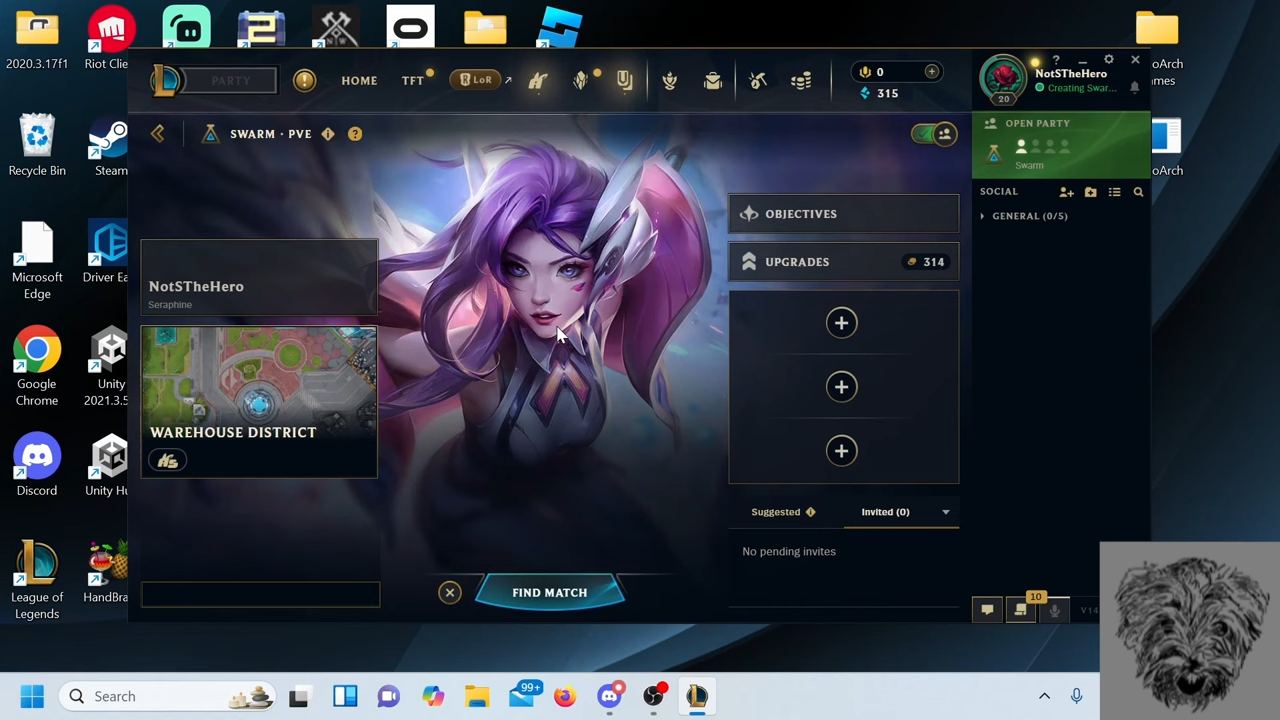 2020.3.17f1
Riot Clie
Recycle Bin
Steam
Microsoft
Edge
Driver Ea
Google
Chrome
Unity
2021.3.5
Discord
Unity Hu
League of
Legends
HandBra
PARTY
HOME
TFT
LoR
0
315
NotSTheHero
Creating Swar...
20
SWARM · PVE
OPEN PARTY
Swarm
SOCIAL
GENERAL (0/5)
NotSTheHero
Seraphine
WAREHOUSE DISTRICT
OBJECTIVES
UPGRADES
314
Suggested
Invited (0)
No pending invites
FIND MATCH
10
V14
oArch
mes
oArch
Search
99+